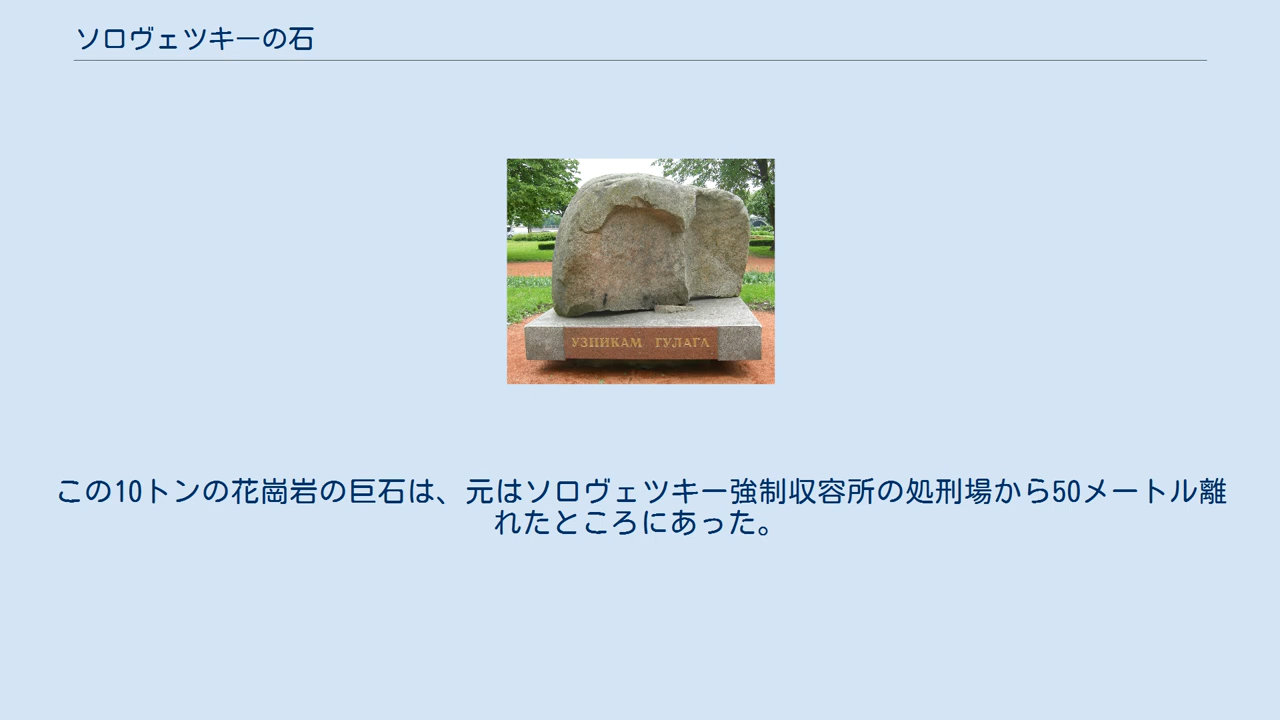 ソロヴェツキーの石
УЗНИКАМ ГУЛАГА
この10トンの花崗岩の巨石は、元はソロヴェツキー強制収容所の処刑場から50メートル離
れたところにあった。